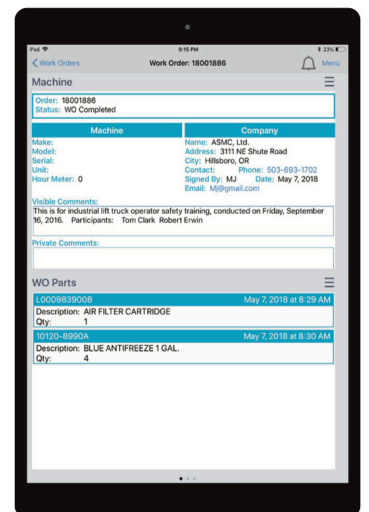 iPad
9:15 PM
23%
Work Orders
Work Order: 18001886
Menu
Machine
Order: 18001886
Status: WO Completed
Machine
Make:
Model:
Serial:
Unit:
Hour Meter: 0
Company
Name: ASMC, Ltd.
Address: 3111 NE Shute Road
City: Hillsboro, OR
Contact: Phone: 503-693-1702
Signed By: MJ Date: May 7, 2018
Email: Mj@gmail.com
Visible Comments:
This is for industrial lift truck operator safety training, conducted on Friday, September
16, 2016. Participants: Tom Clark Robert Erwin
Private Comments:
WO Parts
L0009839008 May 7, 2018 at 8:29 AM
Description: AIR FILTER CARTRIDGE
Qty: 1
10120-8990A May 7, 2018 at 8:30 AM
Description: BLUE ANTIFREEZE 1 GAL.
Qty: 4